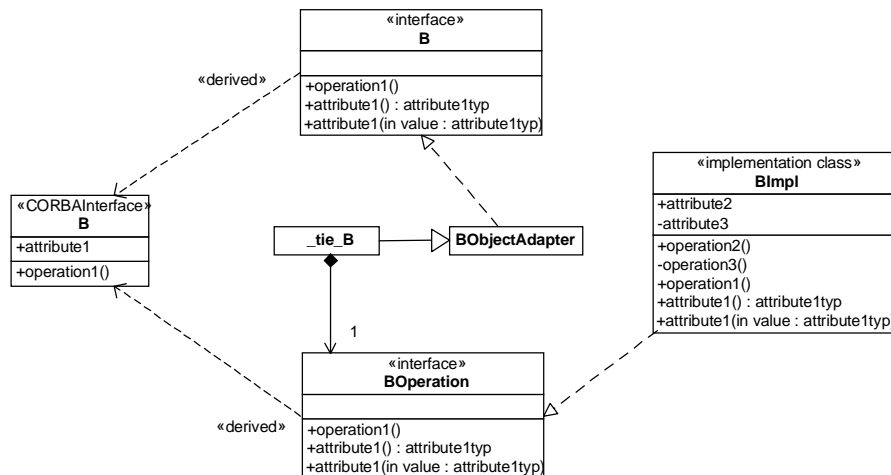 «interface»
B
+operation1()
+attribute1() : attribute1typ
+attribute1(in value : attribute1typ)
«derived»
«CORBAInterface»
B
+attribute1
+operation1()
_tie_B
BObjectAdapter
«implementation class»
BImpl
+attribute2
-attribute3
+operation2()
-operation3()
+operation1()
+attribute1() : attribute1typ
+attribute1(in value : attribute1typ)
1
«interface»
BOperation
+operation1()
+attribute1() : attribute1typ
+attribute1(in value : attribute1typ)
«derived»